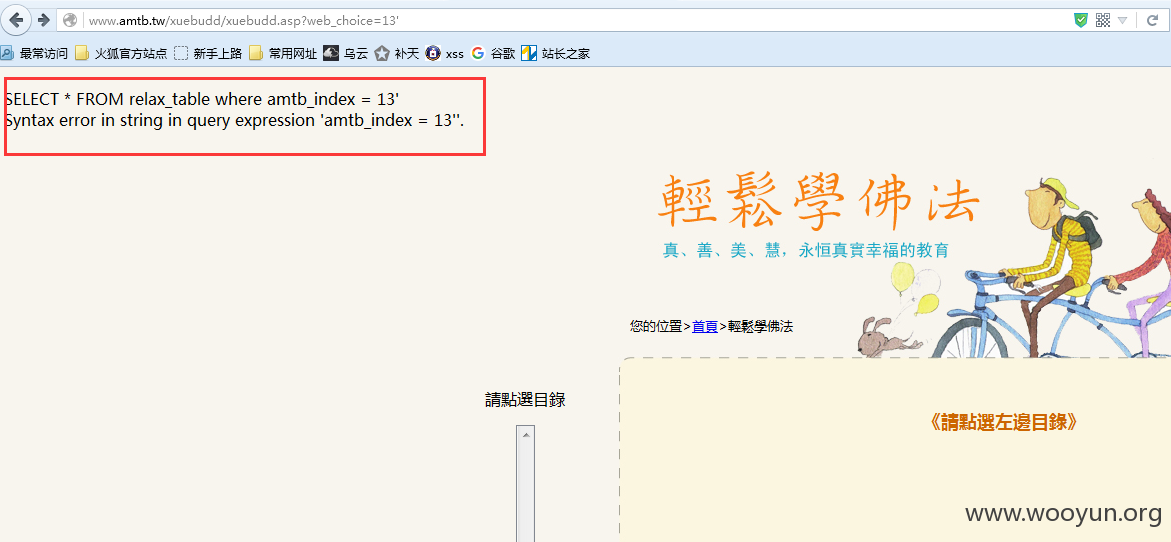 www.amtb.tw/xuebudd/xuebudd.asp?web_choice=13'
最常访问 火狐官方站点 新手上路 常用网址 乌云 补天 xss 谷歌 站长之家
SELECT * FROM relax_table where amtb_index = 13'
Syntax error in string in query expression 'amtb_index = 13''.
輕鬆學佛法
真、善、美、慧，永恒真實幸福的教育
您的位置>首頁>輕鬆學佛法
請點選目錄
《請點選左邊目錄》
www.wooyun.org